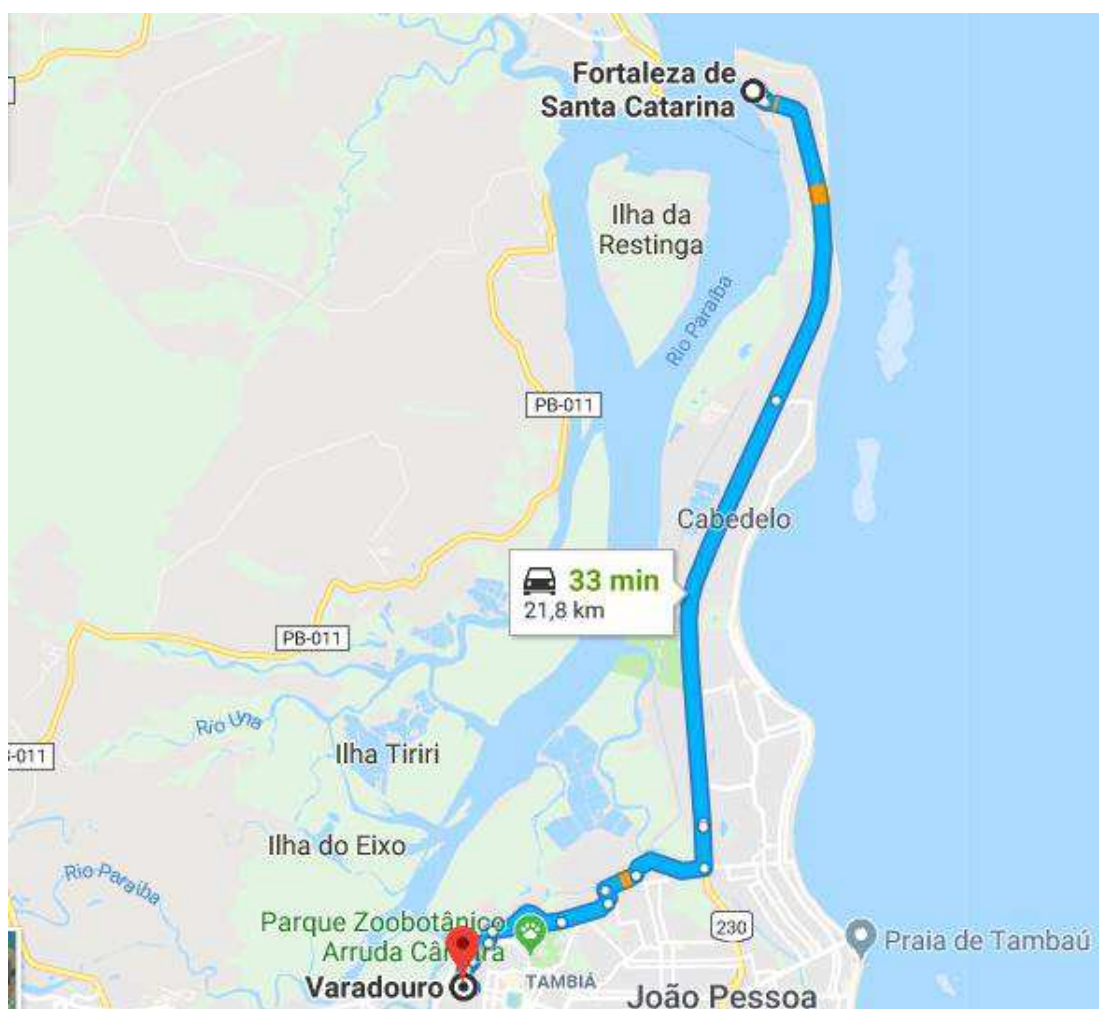 Fortaleza de
Santa Catarina
Ilha da
Restinga
Rio Paraíba
PB-011
Cabedelo
33 min
21,8 km
PB-011
Rio Una
-011
Ilha Tiriri
Ilha do Eixo
Rio Paraíba
Parque Zoobotânico
Arruda Câmara
230
Praia de Tambaú
TAMBIÁ
Varadouro
João Pessoa